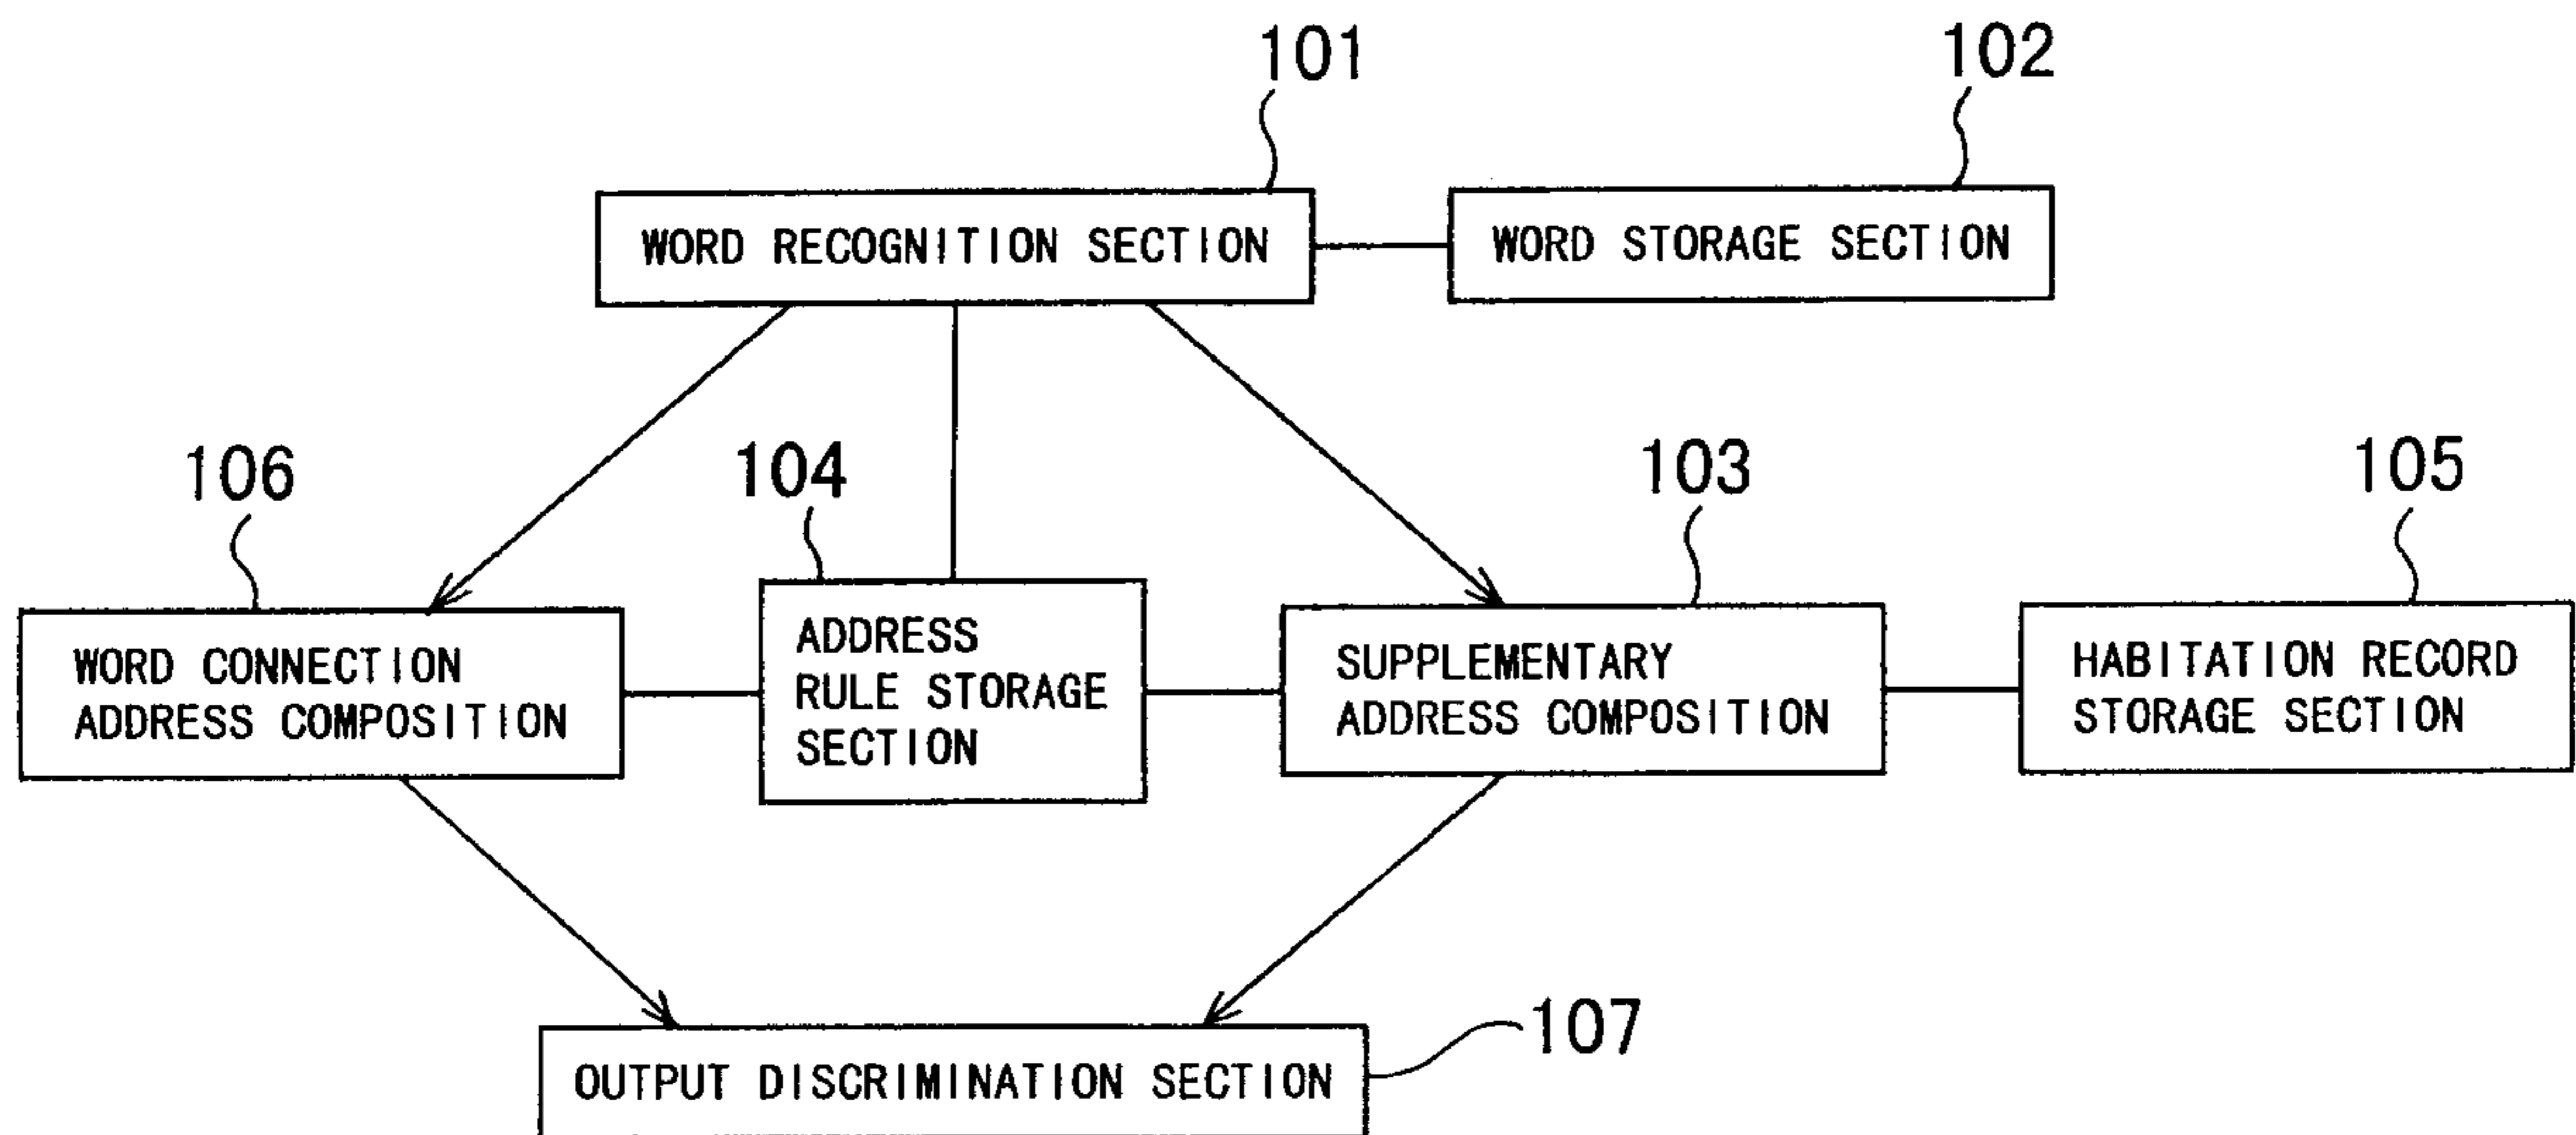 101
102
WORD RECOGNITION SECTION
WORD STORAGE SECTION
106
104
103
105
WORD CONNECTION
ADDRESS COMPOSITION
ADDRESS
RULE STORAGE
SECTION
SUPPLEMENTARY
ADDRESS COMPOSITION
HABITATION RECORD
STORAGE SECTION
107
OUTPUT DISCRIMINATION SECTION